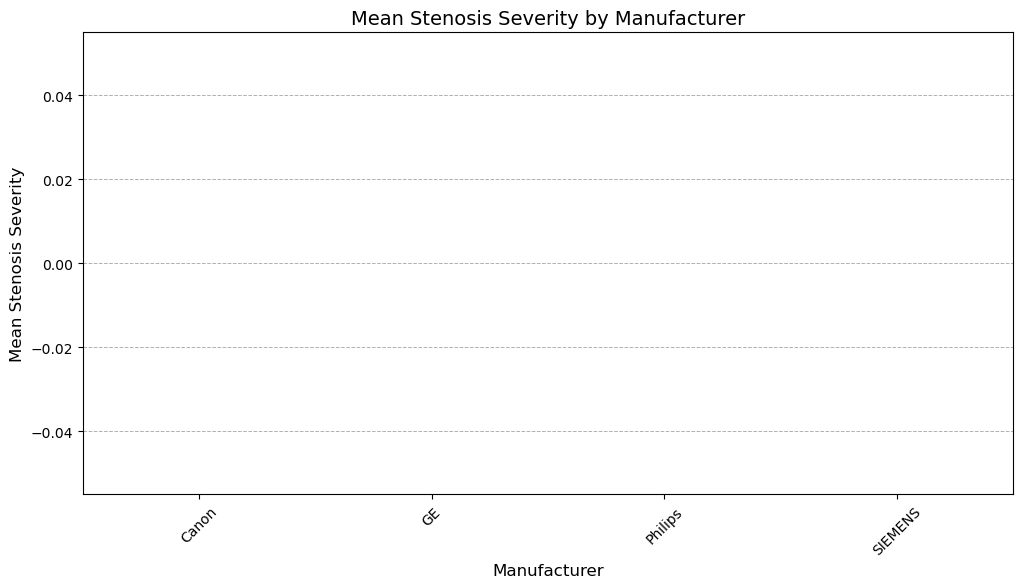 Mean Stenosis Severity by Manufacturer
Mean Stenosis Severity
0.04
0.02
0.00
−0.02
−0.04
Canon
GE
Philips
SIEMENS
Manufacturer